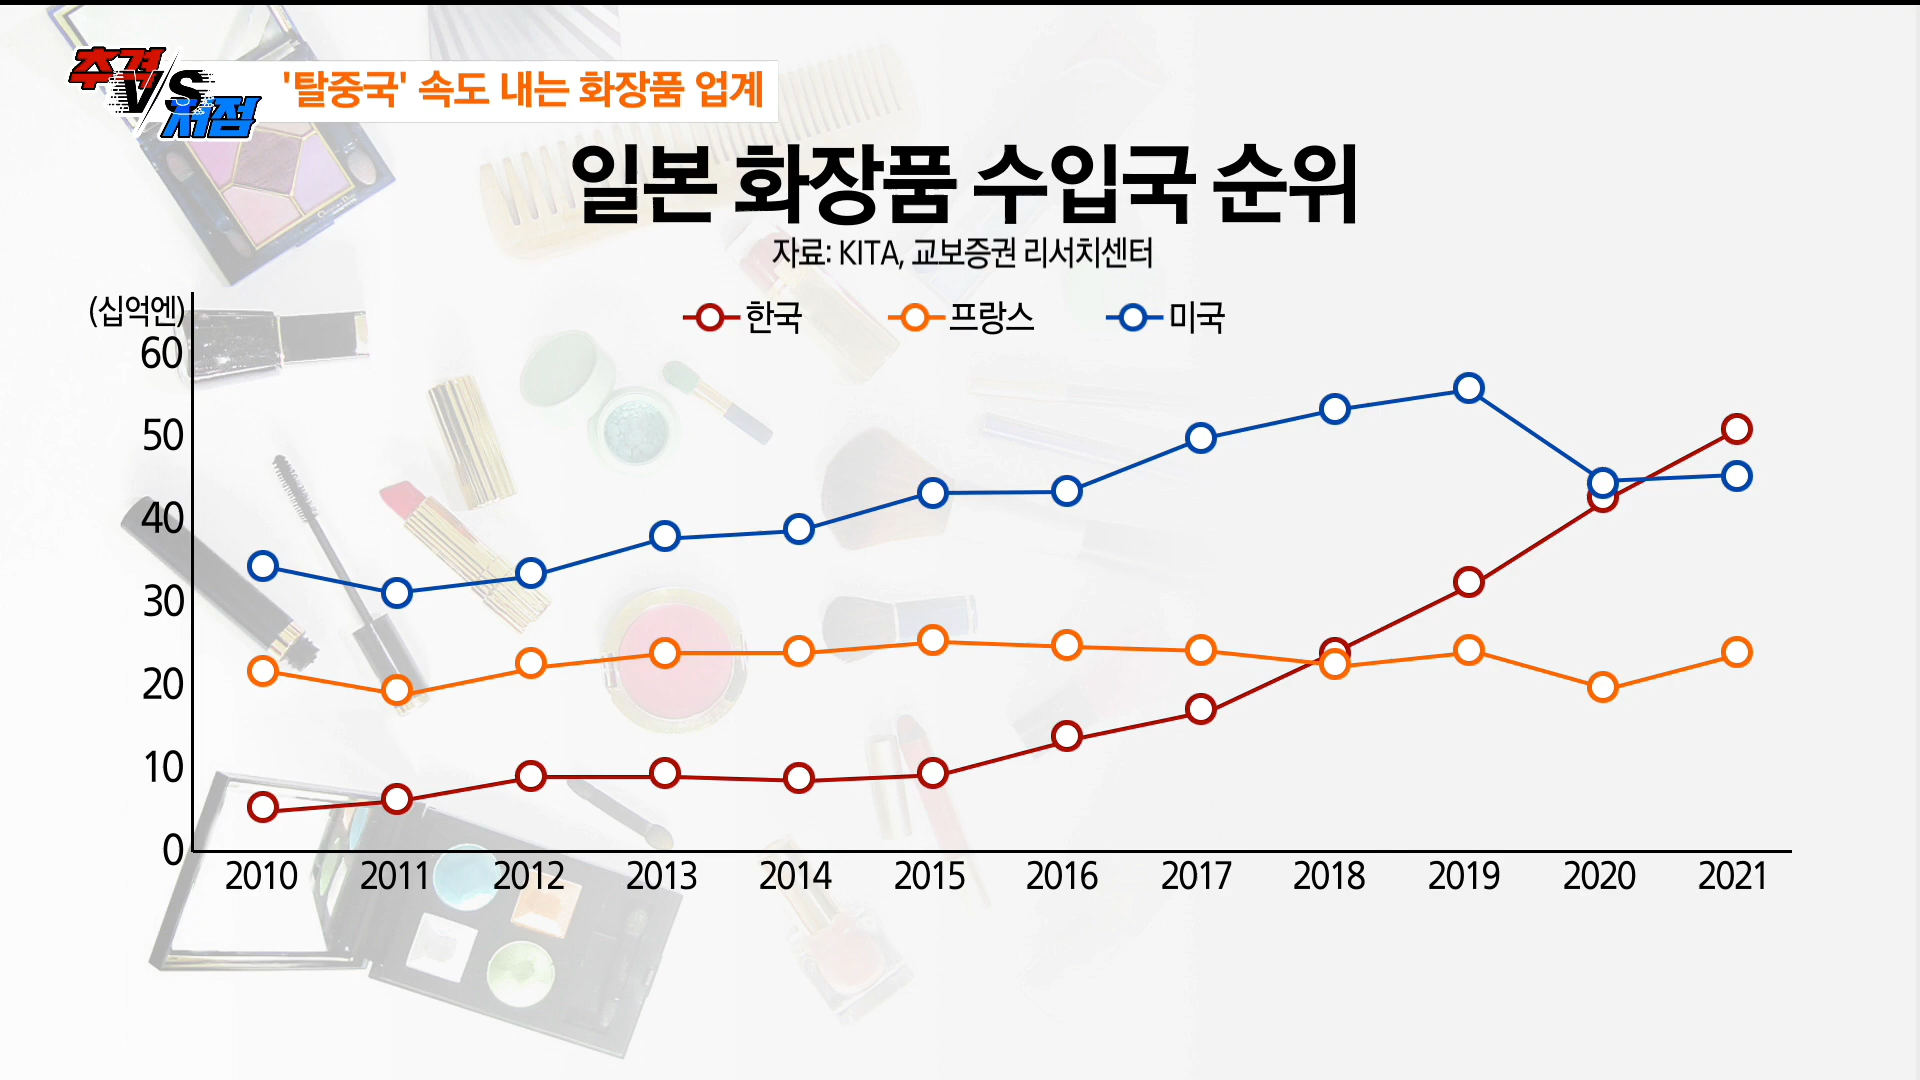 추격 VS 서점
'탈중국' 속도 내는 화장품 업계
일본 화장품 수입국 순위
자료: KITA, 교보증권 리서치센터
(십억엔)
한국 프랑스 미국
60
50
40
30
20
10
0
2010 2011 2012 2013 2014 2015 2016 2017 2018 2019 2020 2021